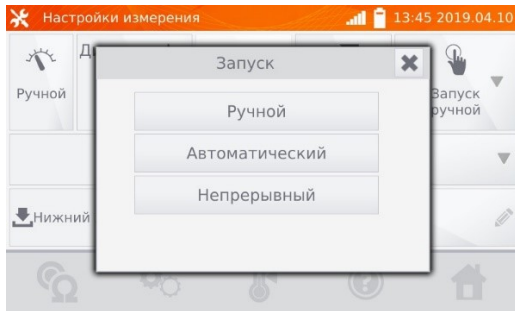 Настройки измерения
13:45 2019.04.10
Запуск
Ручной
Запуск
ручной
Ручной
Автоматический
Непрерывный
Нижний